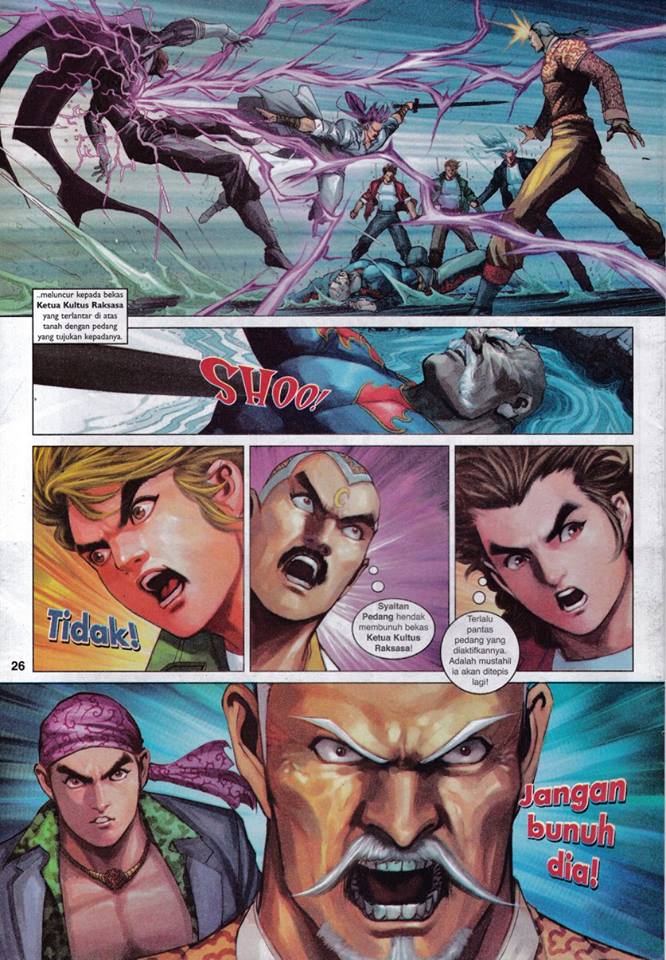 ..meluncur kepada bekas
Ketua Kultus Raksasa
yang terlantar di atas
tanah dengan pedang
yang tujukan kepadanya.
SHOO!
Tidak!
Syaitan
Pedang hendak
membunuh bekas
Ketua Kultus
Raksasa!
Terlalu
pantas
pedang yang
diaktifkannya.
Adalah mustahil
ia akan ditepis
lagi!
26
Jangan
bunuh
dia!